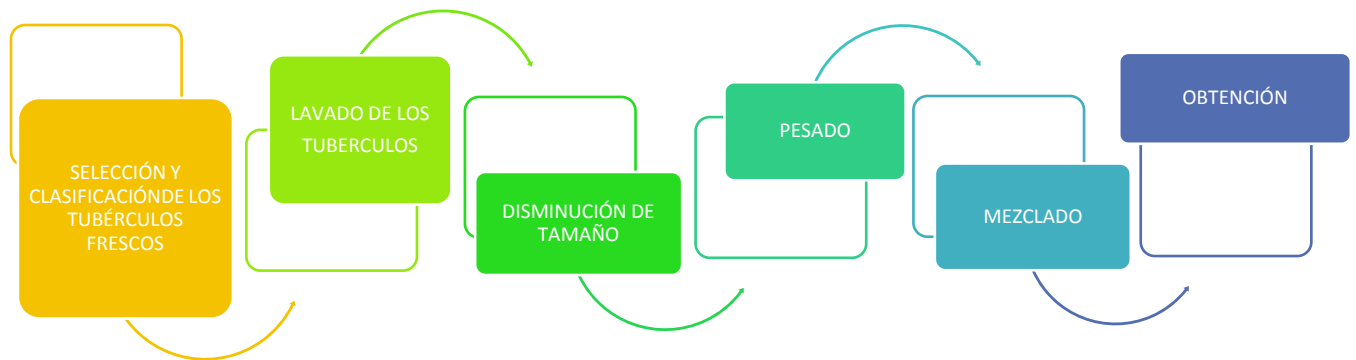 SELECCIÓN Y
CLASIFICACIÓNDE LOS
TUBÉRCULOS
FRESCOS
LAVADO DE LOS
TUBERCULOS
DISMINUCIÓN DE
TAMAÑO
PESADO
MEZCLADO
OBTENCIÓN